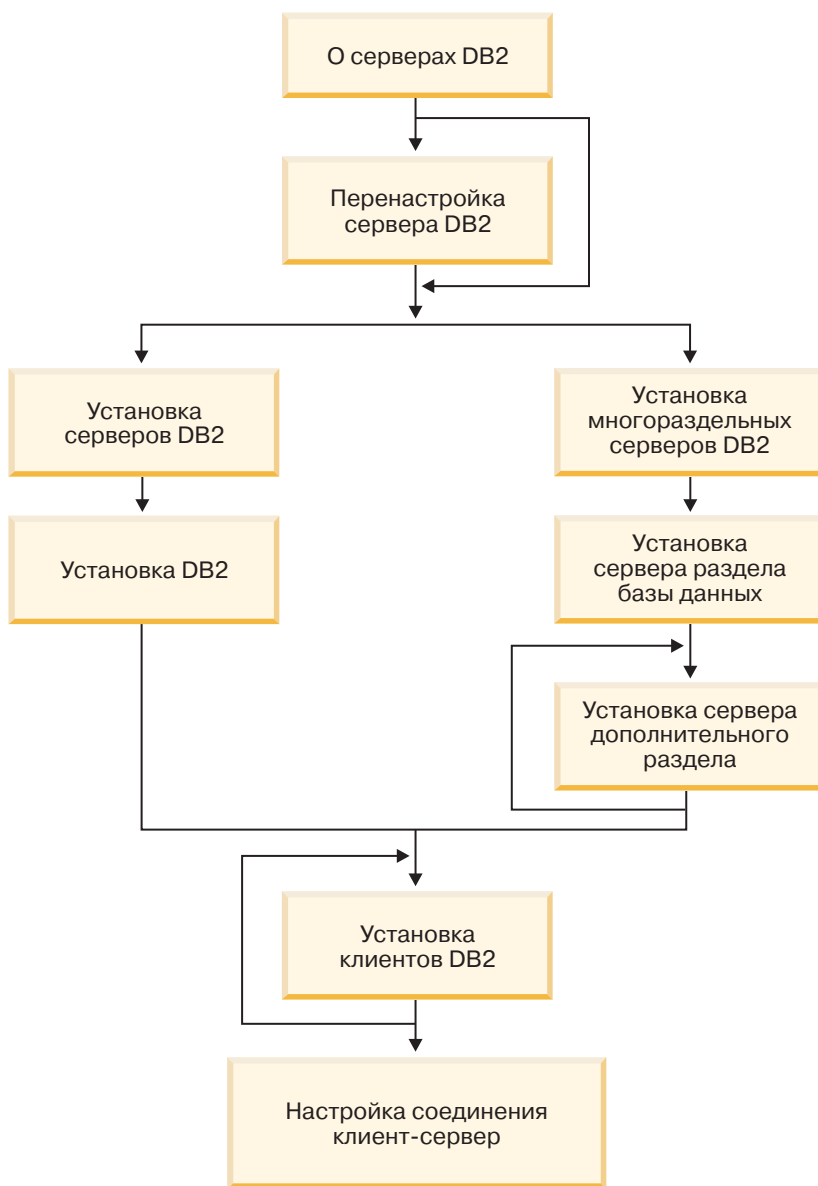 О серверах DB2
Перенастройка
сервера DB2
Установка
серверов DB2
Установка
многораздельных
серверов DB2
Установка DB2
Установка
сервера раздела
базы данных
Установка сервера
дополнительного
раздела
Установка
клиентов DB2
Настройка соединения
клиент-сервер